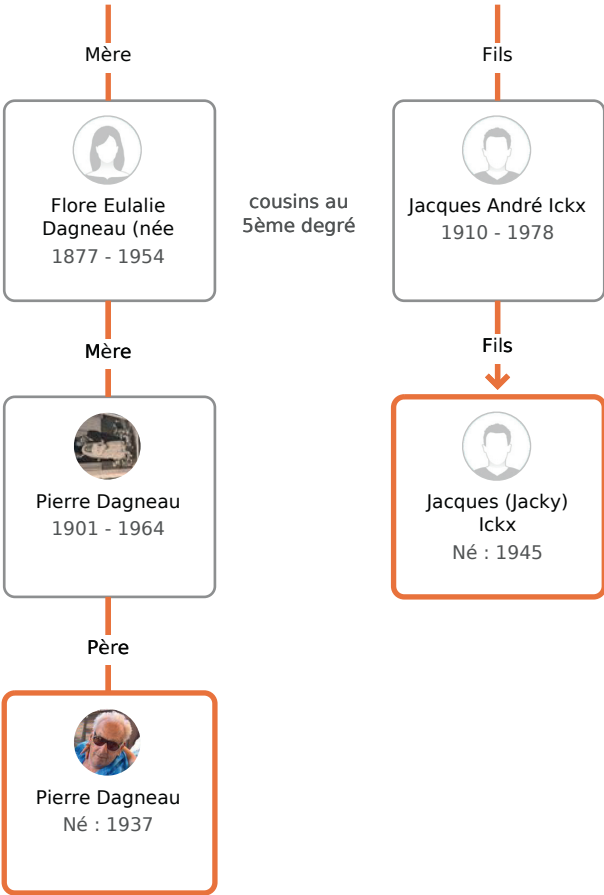 Mère
Fils
Flore Eulalie
Dagneau (née
1877 - 1954
cousins au
5ème degré
Jacques André Ickx
1910 - 1978
Mère
Fils
Pierre Dagneau
1901 - 1964
Jacques (Jacky)
Ickx
Né : 1945
Père
Pierre Dagneau
Né : 1937